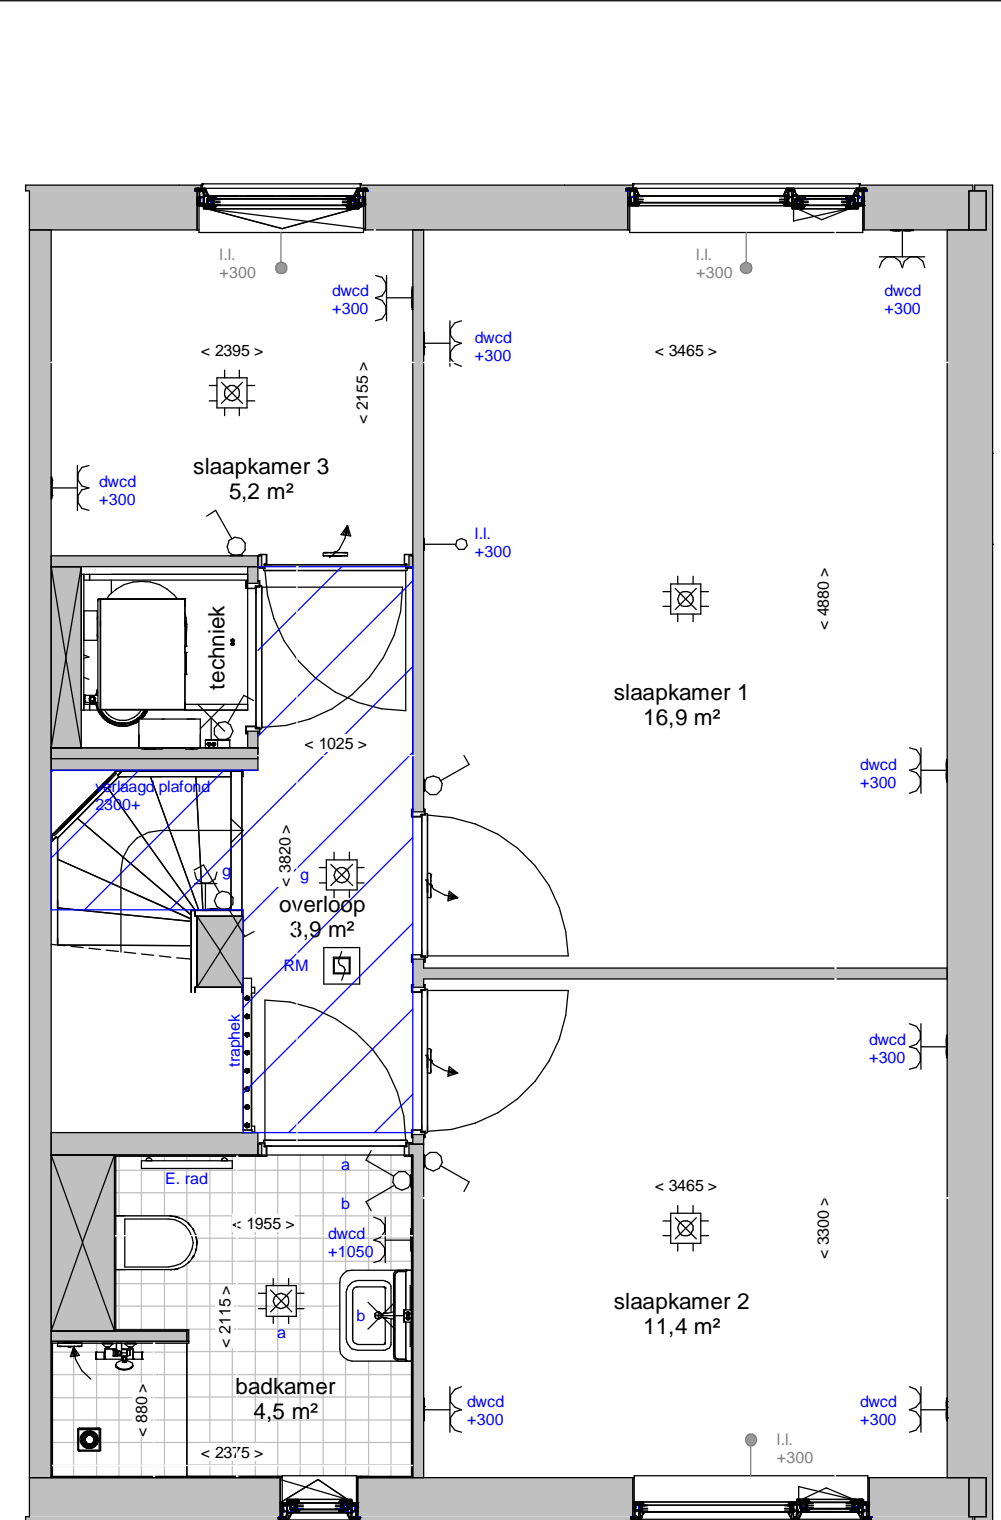 l.l.
+300
l.l.
+300
dwcd
+300
dwcd
+300
dwcd
+300
< 2395 >
< 3465 >
< 2155 >
slaapkamer 3
5,2 m²
dwcd
+300
l.l.
+300
< 4880 >
techniek
slaapkamer 1
16,9 m²
< 1025 >
dwcd
+300
verlaagd plafond
2300+
< 3820 >
g
g
overloop
3,9 m²
RM
traphek
dwcd
+300
a
E. rad
b
< 1955 >
dwcd
+1050
< 3465 >
< 3300 >
slaapkamer 2
11,4 m²
< 2115 >
b
a
badkamer
4,5 m²
< 880 >
dwcd
+300
dwcd
+300
< 2375 >
l.l.
+300